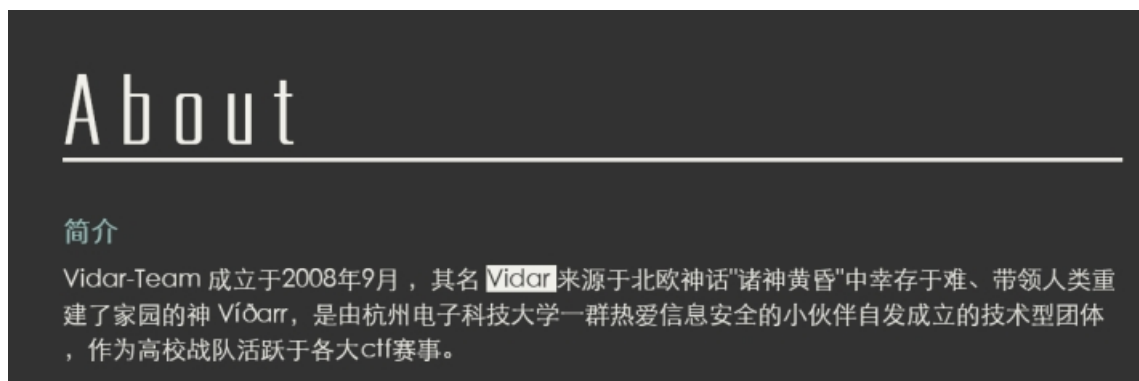 About
简介
Vidar-Team 成立于2008年9月 ，其名 Vidar 来源于北欧神话"诸神黄昏"中幸存于难、带领人类重
建了家园的神 Víðarr，是由杭州电子科技大学一群热爱信息安全的小伙伴自发成立的技术型团体
，作为高校战队活跃于各大ctf赛事。